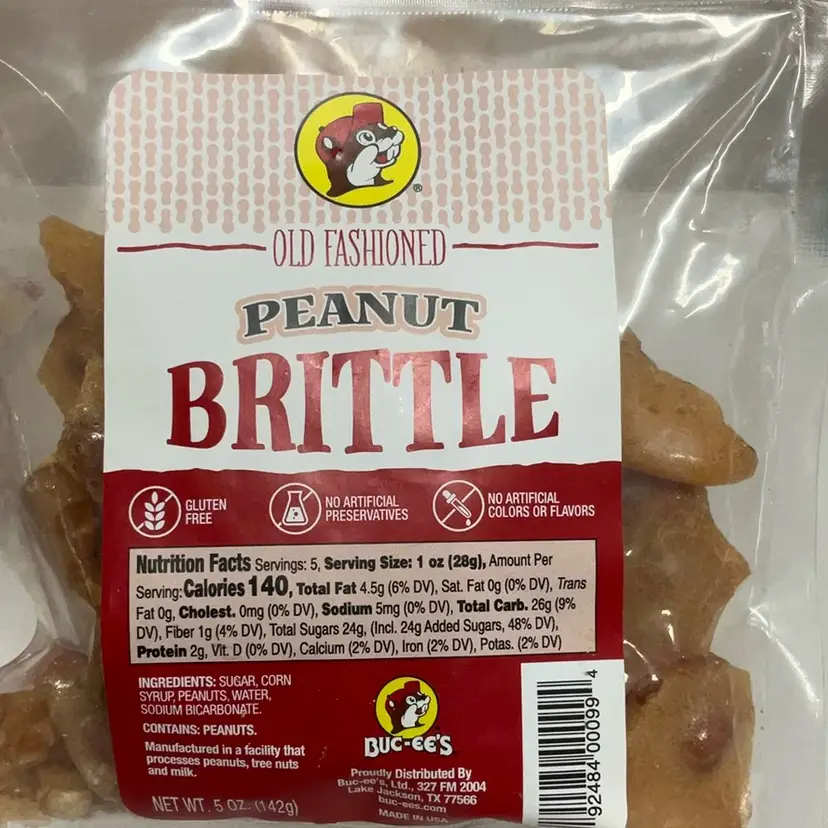 ®
OLD FASHIONED
PEANUT
BRITTLE
GLUTEN
FREE
NO ARTIFICIAL
PRESERVATIVES
NO ARTIFICIAL
COLORS OR FLAVORS
Nutrition Facts Servings: 5, Serving Size: 1 oz (28g), Amount Per
Serving: Calories 140, Total Fat 4.5g (6% DV), Sat. Fat 0g (0% DV), Trans
Fat 0g, Cholest. 0mg (0% DV), Sodium 5mg (0% DV), Total Carb. 26g (9%
DV), Fiber 1g (4% DV), Total Sugars 24g, (Incl. 24g Added Sugars, 48% DV),
Protein 2g, Vit. D (0% DV), Calcium (2% DV), Iron (2% DV), Potas. (2% DV)
INGREDIENTS: SUGAR, CORN
SYRUP, PEANUTS, WATER,
SODIUM BICARBONATE.
CONTAINS: PEANUTS.
Manufactured in a facility that
processes peanuts, tree nuts
and milk.
NET WT. 5 OZ. (142g)
BUC-EE'S
Proudly Distributed By
Buc-ee's, Ltd., 327 FM 2004
Lake Jackson, TX 77566
buc-ees.com
MADE IN USA
92484 00099 4